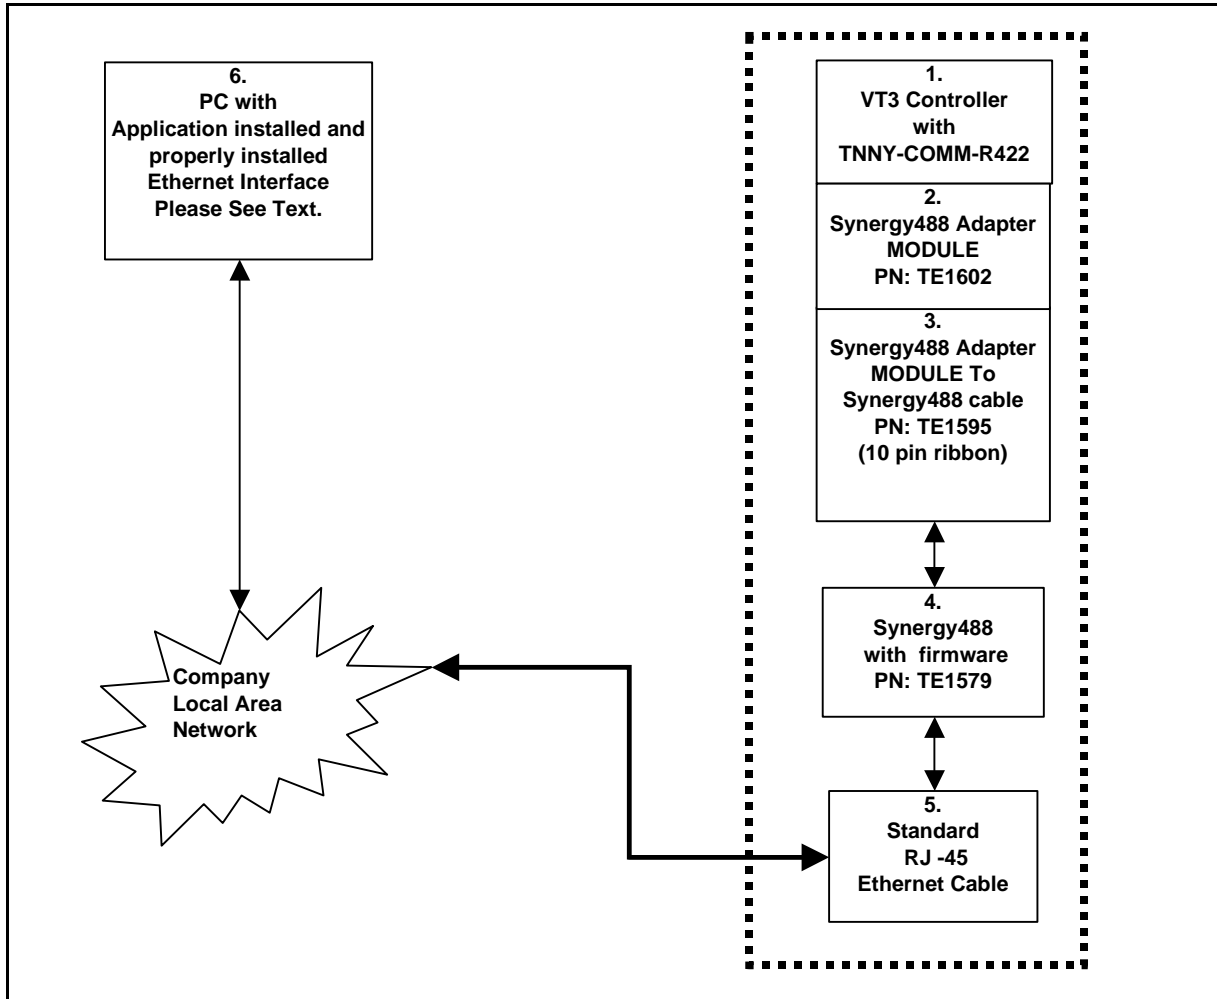 6.
PC with
Application installed and
properly installed
Ethernet Interface
Please See Text.
1.
VT3 Controller
with
TNNY-COMM-R422
2.
Synergy488 Adapter
MODULE
PN: TE1602
3.
Synergy488 Adapter
MODULE To
Synergy488 cable
PN: TE1595
(10 pin ribbon)
4.
Synergy488
with firmware
PN: TE1579
Company
Local Area
Network
5.
Standard
RJ -45
Ethernet Cable